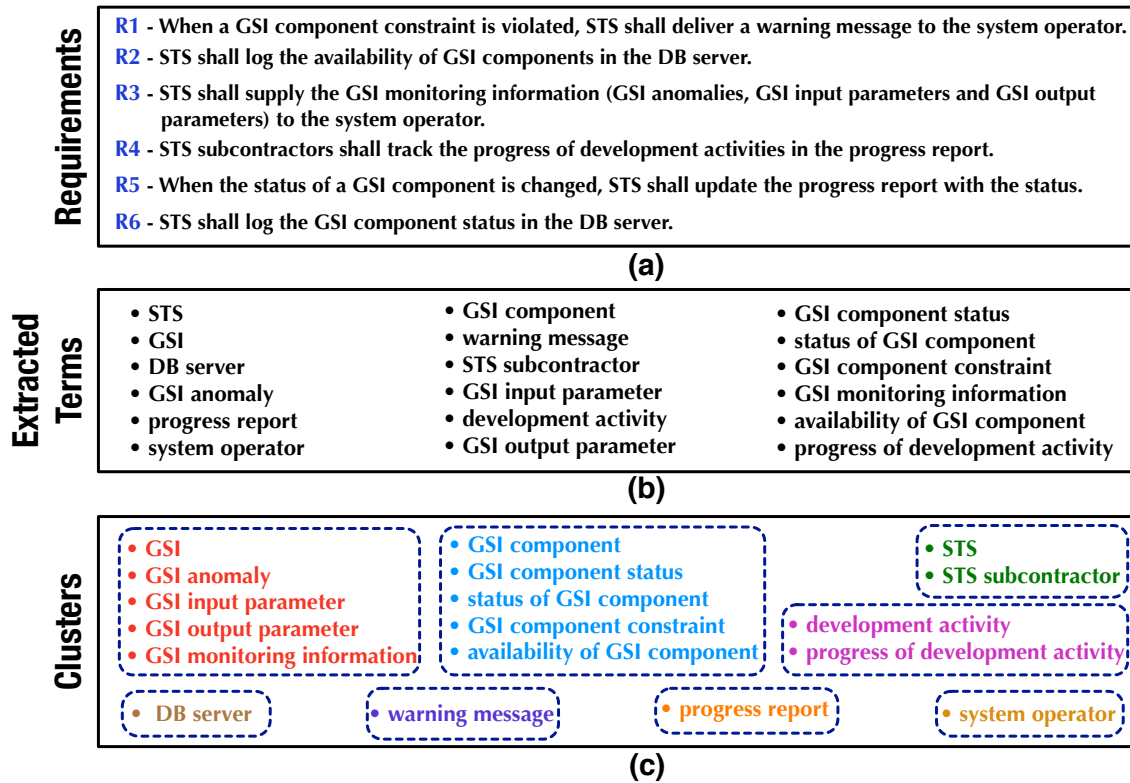 Requirements
R1 - When a GSI component constraint is violated, STS shall deliver a warning message to the system operator.
R2 - STS shall log the availability of GSI components in the DB server.
R3 - STS shall supply the GSI monitoring information (GSI anomalies, GSI input parameters and GSI output
parameters) to the system operator.
R4 - STS subcontractors shall track the progress of development activities in the progress report.
R5 - When the status of a GSI component is changed, STS shall update the progress report with the status.
R6 - STS shall log the GSI component status in the DB server.
(a)
Extracted
Terms
• STS
• GSI
• DB server
• GSI anomaly
• progress report
• system operator
• GSI component
• warning message
• STS subcontractor
• GSI input parameter
• development activity
• GSI output parameter
• GSI component status
• status of GSI component
• GSI component constraint
• GSI monitoring information
• availability of GSI component
• progress of development activity
(b)
Clusters
• GSI
• GSI anomaly
• GSI input parameter
• GSI output parameter
• GSI monitoring information
• GSI component
• GSI component status
• status of GSI component
• GSI component constraint
• availability of GSI component
• STS
• STS subcontractor
• development activity
• progress of development activity
• DB server
• warning message
• progress report
• system operator
(c)